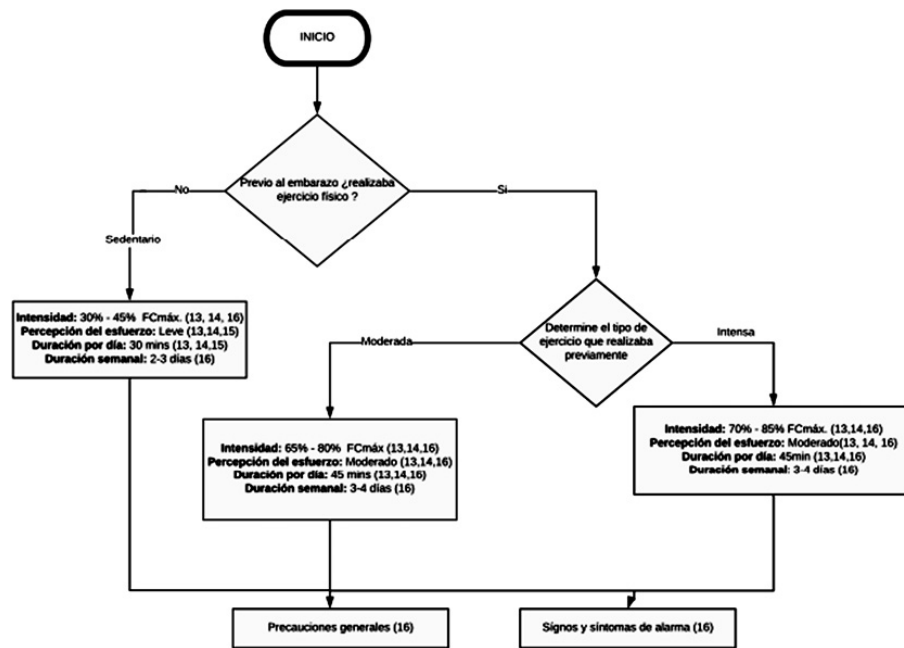 INICIO
Previo al embarazo ¿realizaba
ejercicio físico ?
No
Si
Sedentario
Intensidad: 30% - 45% FCmáx. (13, 14, 16)
Percepción del esfuerzo: Leve (13,14,15)
Duración por día: 30 mins (13, 14,15)
Duración semanal: 2-3 días (16)
Determine el tipo de
ejercicio que realizaba
previamente
Moderada
Intensa
Intensidad: 65% - 80% FCmáx (13,14,16)
Percepción del esfuerzo: Moderado (13,14,16)
Duración por día: 45 mins (13,14,16)
Duración semanal: 3-4 días (16)
Intensidad: 70% - 85% FCmáx. (13,14,16)
Percepción del esfuerzo: Moderado(13, 14, 16)
Duración por día: 45min (13,14,16)
Duración semanal: 3-4 días (16)
Precauciones generales (16)
Sígnos y síntomas de alarma (16)